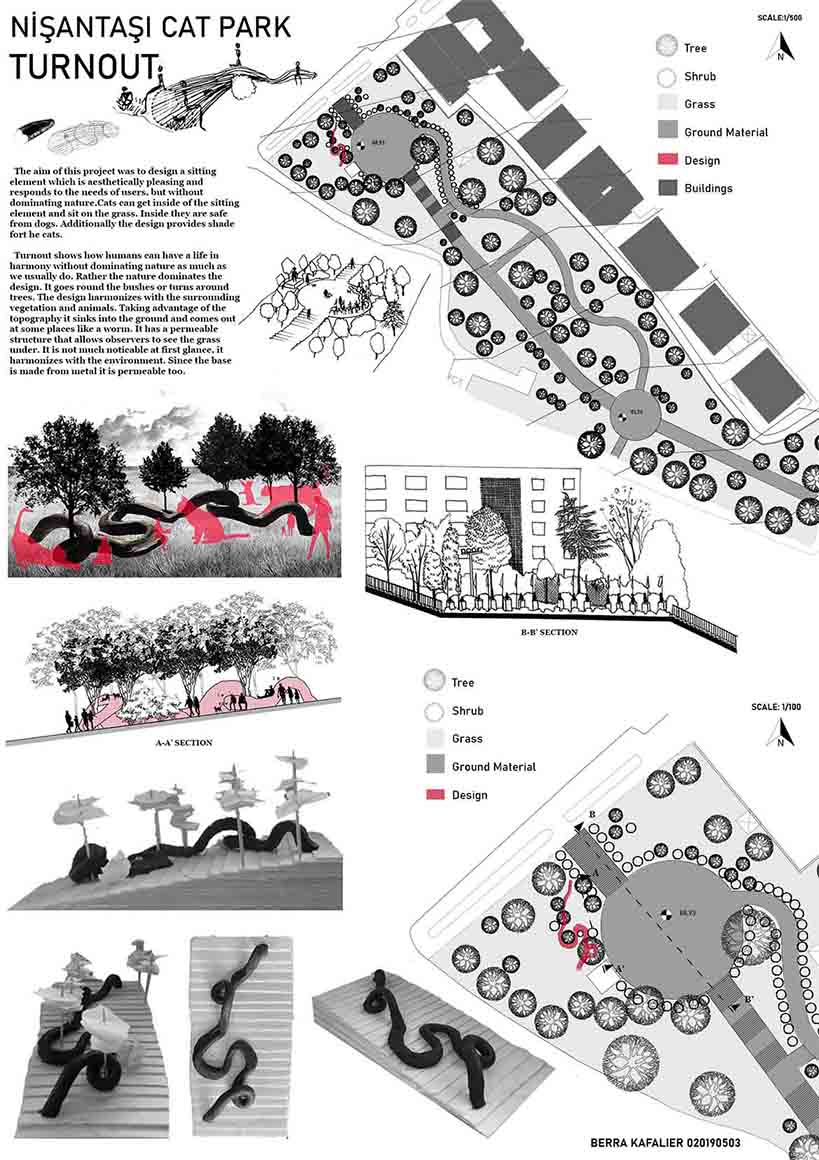 NİŞANTAŞI CAT PARK
TURNOUT
The aim of this project was to design a sitting
element which is aesthetically pleasing and
responds to the needs of users, but without
dominating nature.Cats can get inside of the sitting
element and sit on the grass. Inside they are safe
from dogs. Additionally the design provides shade
fort he cats.
Turnout shows how humans can have a life in
harmony without dominating nature as much as
we usually do. Rather the nature dominates the
design. It goes round the bushes or turns around
trees. The design harmonizes with the surrounding
vegetation and animals. Taking advantage of the
topography it sinks into the ground and comes out
at some places like a worm. It has a permeable
structure that allows observers to see the grass
under. It is not much noticable at first glance, it
harmonizes with the environment. Since the base
is made from metal it is permeable too.
SCALE:1/500
N
Tree
Shrub
Grass
Ground Material
Design
Buildings
B-B' SECTION
A-A' SECTION
Tree
Shrub
Grass
Ground Material
Design
SCALE: 1/100
N
B
A
A'
B'
BERRA KAFALIER 020190503